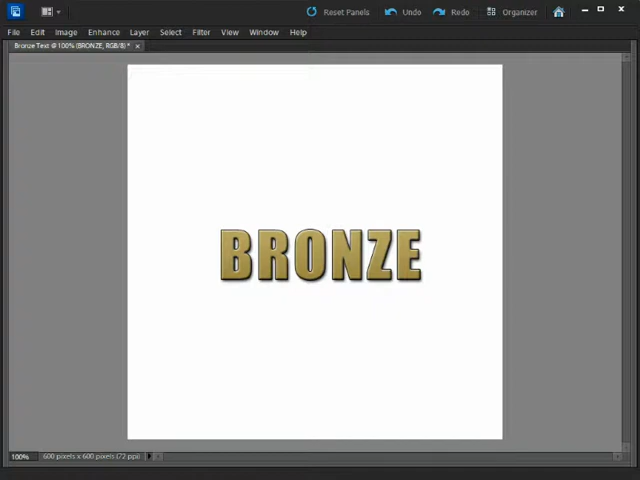 Reset Panels Undo Redo Organizer
File Edit Image Enhance Layer Select Filter View Window Help
Bronze Text @ 100% (BRONZE, RGB/8) *
BRONZE
100% 600 pixels x 600 pixels (72 ppi)